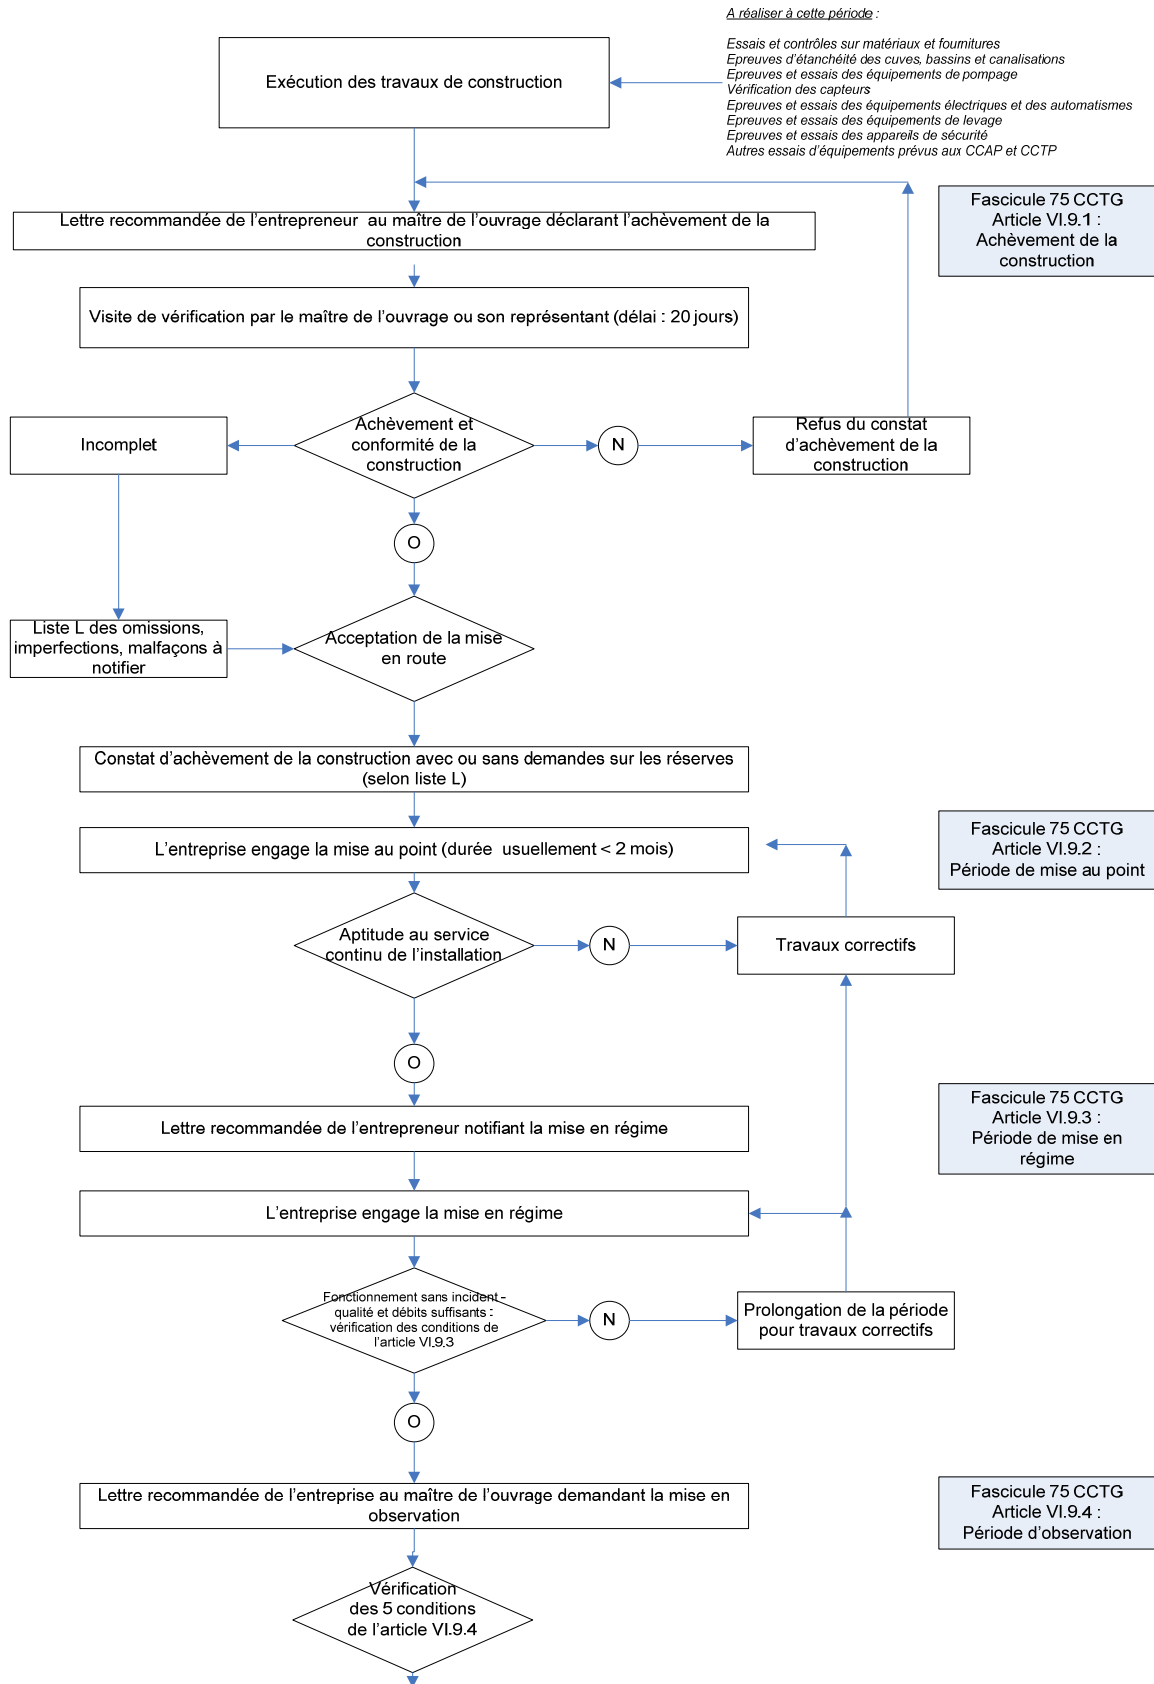 A réaliser à cette période :
Essais et contrôles sur matériaux et fournitures
Epreuves d'étanchéité des cuves, bassins et canalisations
Epreuves et essais des équipements de pompage
Vérification des capteurs
Epreuves et essais des équipements électriques et des automatismes
Epreuves et essais des équipements de levage
Epreuves et essais des appareils de sécurité
Autres essais d'équipements prévus aux CCAP et CCTP
Exécution des travaux de construction
Lettre recommandée de l'entrepreneur au maître de l'ouvrage déclarant l'achèvement de la
construction
Fascicule 75 CCTG
Article VI.9.1 :
Achèvement de la
construction
Visite de vérification par le maître de l'ouvrage ou son représentant (délai : 20 jours)
Incomplet
Achèvement et
conformité de la
construction
N
Refus du constat
d'achèvement de la
construction
O
Liste L des omissions,
imperfections, malfaçons à
notifier
Acceptation de la mise
en route
Constat d'achèvement de la construction avec ou sans demandes sur les réserves
(selon liste L)
L'entreprise engage la mise au point (durée usuellement < 2 mois)
Fascicule 75 CCTG
Article VI.9.2 :
Période de mise au point
Aptitude au service
continu de l'installation
N
Travaux correctifs
O
Lettre recommandée de l'entrepreneur notifiant la mise en régime
Fascicule 75 CCTG
Article VI.9.3 :
Période de mise en
régime
L'entreprise engage la mise en régime
Fonctionnement sans incident -
qualité et débits suffisants :
vérification des conditions de
l'article VI.9.3
N
Prolongation de la période
pour travaux correctifs
O
Lettre recommandée de l'entreprise au maître de l'ouvrage demandant la mise en
observation
Fascicule 75 CCTG
Article VI.9.4 :
Période d'observation
Vérification
des 5 conditions
de l'article VI.9.4